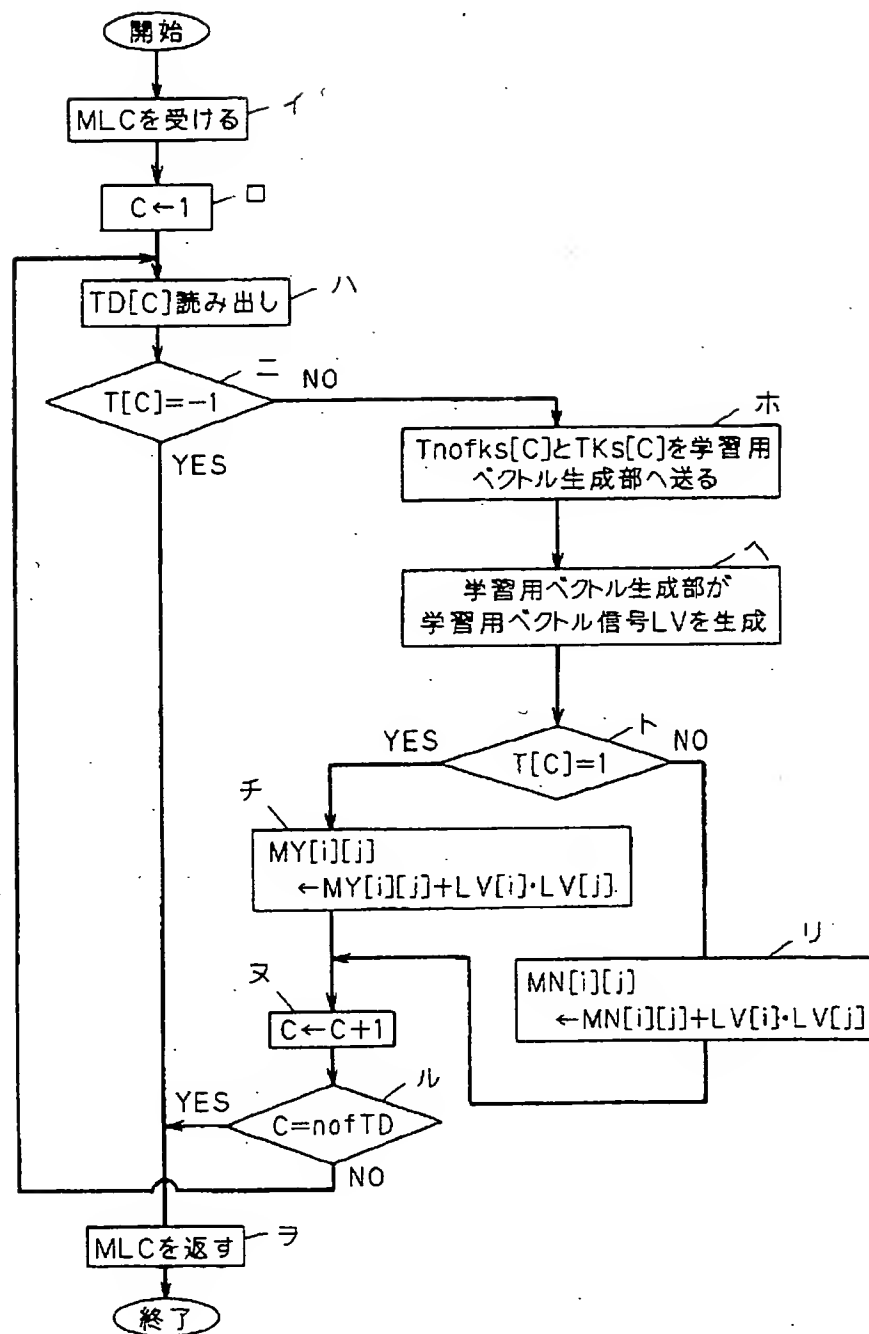 開始
MLCを受ける
イ
C←1
ロ
TD[C]読み出し
ハ
T[C]=-1
ニ
NO
YES
Tnofks[C]とTKs[C]を学習用
ベクトル生成部へ送る
ホ
学習用ベクトル生成部が
学習用ベクトル信号LVを生成
ヘ
T[C]=1
ト
YES
NO
チ
MY[i][j]
←MY[i][j]+LV[i]・LV[j]
リ
MN[i][j]
←MN[i][j]+LV[i]・LV[j]
ヌ
C←C+1
ル
C=nofTD
YES
NO
MLCを返す
ヲ
終了